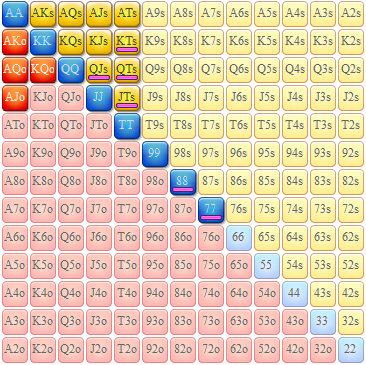 AA AKs AQs AJs ATs A9s A8s A7s A6s A5s A4s A3s A2s
AKo KK KQs KJs KTs K9s K8s K7s K6s K5s K4s K3s K2s
AQo KQo QQ QJs QTs Q9s Q8s Q7s Q6s Q5s Q4s Q3s Q2s
AJo KJo QJo JJ JTs J9s J8s J7s J6s J5s J4s J3s J2s
ATo KTo QTo JTo TT T9s T8s T7s T6s T5s T4s T3s T2s
A9o K9o Q9o J9o T9o 99 98s 97s 96s 95s 94s 93s 92s
A8o K8o Q8o J8o T8o 98o 88 87s 86s 85s 84s 83s 82s
A7o K7o Q7o J7o T7o 97o 87o 77 76s 75s 74s 73s 72s
A6o K6o Q6o J6o T6o 96o 86o 76o 66 65s 64s 63s 62s
A5o K5o Q5o J5o T5o 95o 85o 75o 65o 55 54s 53s 52s
A4o K4o Q4o J4o T4o 94o 84o 74o 64o 54o 44 43s 42s
A3o K3o Q3o J3o T3o 93o 83o 73o 63o 53o 43o 33 32s
A2o K2o Q2o J2o T2o 92o 82o 72o 62o 52o 42o 32o 22